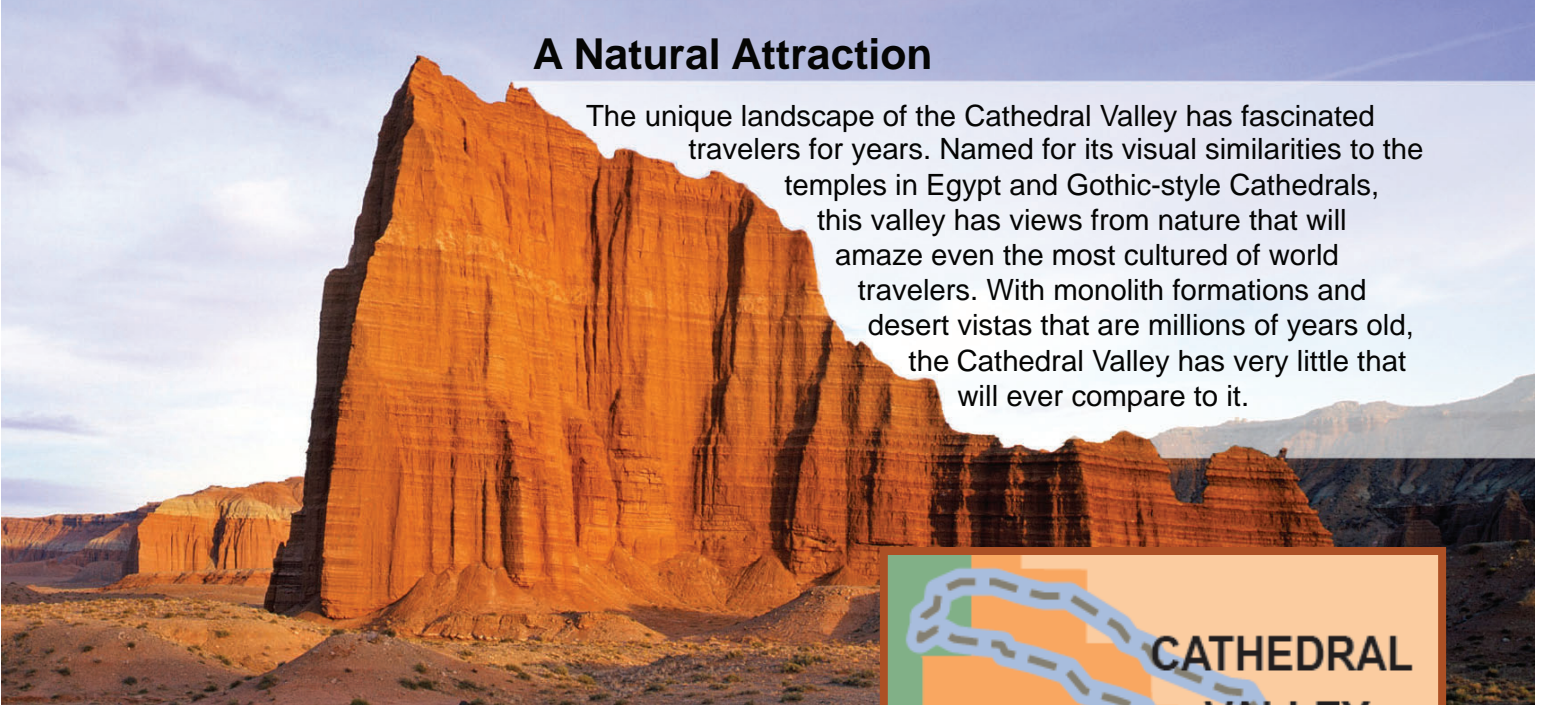 A Natural Attraction
The unique landscape of the Cathedral Valley has fascinated
travelers for years. Named for its visual similarities to the
temples in Egypt and Gothic-style Cathedrals,
this valley has views from nature that will
amaze even the most cultured of world
travelers. With monolith formations and
desert vistas that are millions of years old,
the Cathedral Valley has very little that
will ever compare to it.
CATHEDRAL
VALLEY